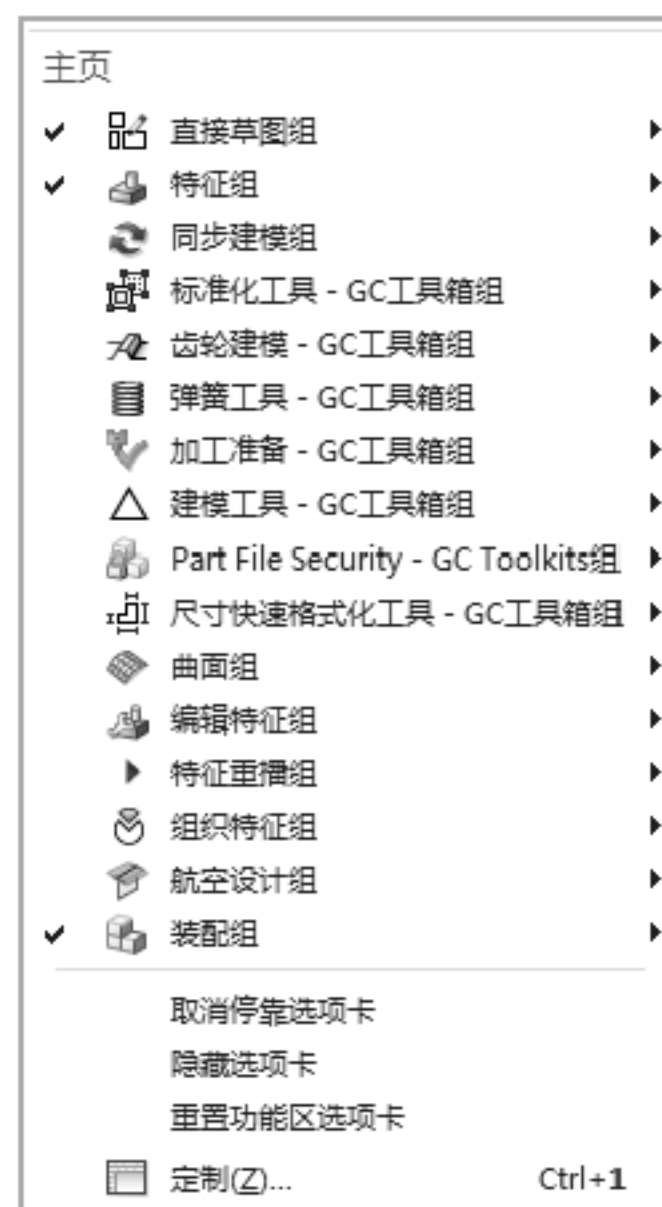 主页
直接草图组
特征组
同步建模组
标准化工具 - GC工具箱组
齿轮建模 - GC工具箱组
弹簧工具 - GC工具箱组
加工准备 - GC工具箱组
建模工具 - GC工具箱组
Part File Security - GC Toolkits组
尺寸快速格式化工具 - GC工具箱组
曲面组
编辑特征组
特征重播组
组织特征组
航空设计组
装配组
取消停靠选项卡
隐藏选项卡
重置功能区选项卡
定制(Z)... Ctrl+1